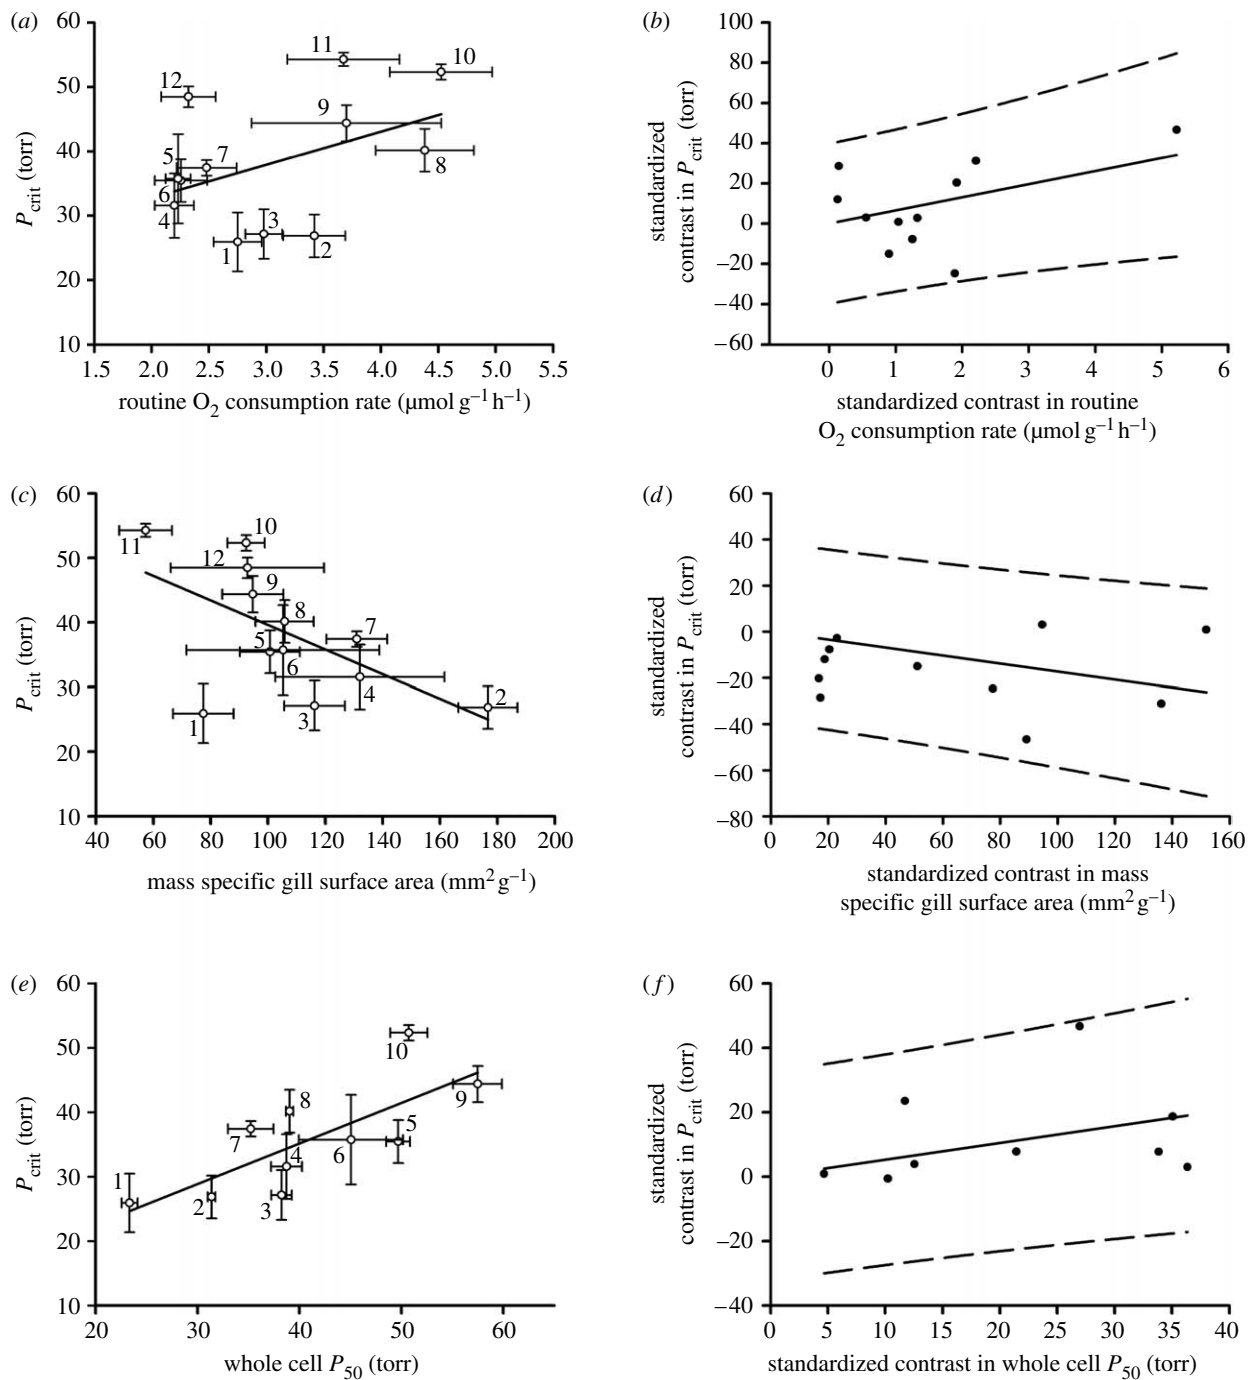 (a)
60
50
40
30
20
10
P crit (torr)
11
10
12
9
5
7
8
6
4
3
1
2
1.5 2.0 2.5 3.0 3.5 4.0 4.5 5.0 5.5
routine O2 consumption rate (μmol g–1 h–1)
(b)
100
80
60
40
20
0
–20
–40
–60
standardized
contrast in Pcrit (torr)
0 1 2 3 4 5 6
standardized contrast in routine
O2 consumption rate (μmol g–1 h–1)
(c)
60
50
40
30
20
10
Pcrit (torr)
10
11
12
9
8
7
5
6
4
2
1
3
40 60 80 100 120 140 160 180 200
mass specific gill surface area (mm2 g–1)
(d)
60
40
20
0
–20
–40
–60
–80
standardized
contrast in Pcrit (torr)
0 20 40 60 80 100 120 140 160
standardized contrast in mass
specific gill surface area (mm2 g–1)
(e)
60
50
40
30
20
10
Pcrit (torr)
10
9
8
5
7
4
6
1
2
3
20 30 40 50 60
whole cell P50 (torr)
(f)
60
40
20
0
–20
–40
standardized
contrast in Pcrit (torr)
0 5 10 15 20 25 30 35 40
standardized contrast in whole cell P50 (torr)